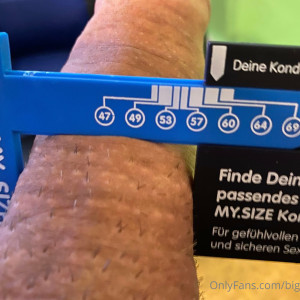 Deine Kond
47 49 53 57 60 64 69
Finde Dein
passendes
MY.SIZE Kon
Für gefühlvollen
und sicheren Sex
OnlyFans.com/big